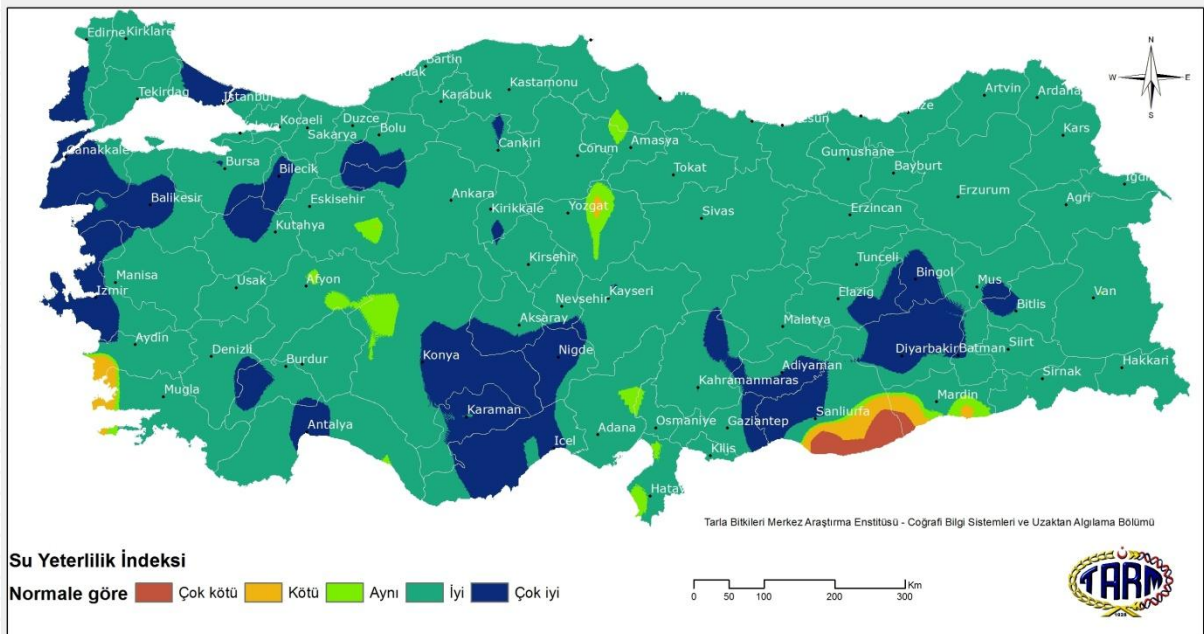 Edirne Kirklare
Bartin
Kastamonu
Karabuk
Tekirdag
Istanbul
Artvin
Ardaha
Kars
Kocaeli
Sakarya
Duzce
Bolu
Cankiri
Corum
Amasya
Tokat
Gumushane
Bayburt
Canakkale
Bursa
Bilecik
Balikesir
Eskisehir
Ankara
Kirikkale
Yozgat
Sivas
Erzincan
Erzurum
Agri
Kutahya
Kirsehir
Tunceli
Bingol
Mus
Manisa
Izmir
Usak
Afyon
Nevsehir
Kayseri
Elazig
Bitlis
Van
Aksaray
Malatya
Aydin
Denizli
Burdur
Konya
Nigde
Adiyaman
Diyarbakir
Batman
Siirt
Hakkari
Sirnak
Mugla
Kahramanmaras
Mardin
Antalya
Karaman
Icel
Adana
Osmaniye
Gaziantep
Sanliurfa
Kilis
Hata
N
W E
S
Tarla Bitkileri Merkez Araştırma Enstitüsü - Coğrafi Bilgi Sistemleri ve Uzaktan Algılama Bölümü
Su Yeterlilik İndeksi
Normale göre Çok kötü Kötü Aynı İyi Çok iyi
Km
0 50 100 200 300
TARM